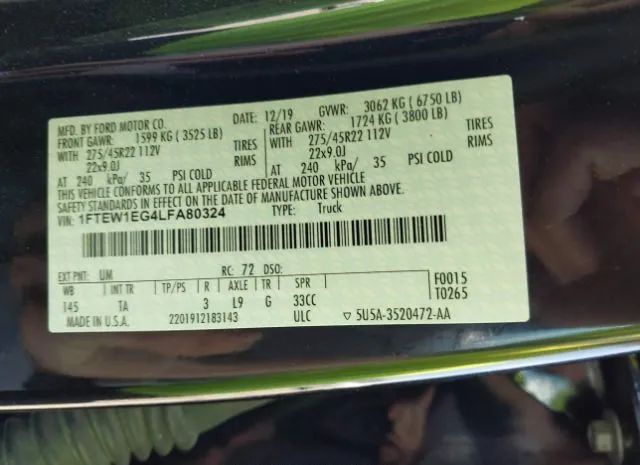 MFD. BY FORD MOTOR CO.
DATE: 12/19 GVWR: 3062 KG ( 6750 LB)
FRONT GAWR: 1599 KG ( 3525 LB)
REAR GAWR: 1724 KG ( 3800 LB)
WITH 275/45R22 112V TIRES
WITH 275/45R22 112V TIRES
22x9.0J RIMS
22x9.0J RIMS
AT 240 kPa/ 35 PSI COLD
AT 240 kPa/ 35 PSI COLD
THIS VEHICLE CONFORMS TO ALL APPLICABLE FEDERAL MOTOR VEHICLE
SAFETY STANDARDS IN EFFECT ON THE DATE OF MANUFACTURE SHOWN ABOVE.
VIN: 1FTEW1EG4LFA80324 TYPE: Truck
EXT PNT: UM RC: 72 DSO: F0015
WB INT TR TP/PS R AXLE TR SPR T0265
145 TA 3 L9 G 33CC
MADE IN U.S.A. 2201912183143 ULC ▽ 5U5A-3520472-AA